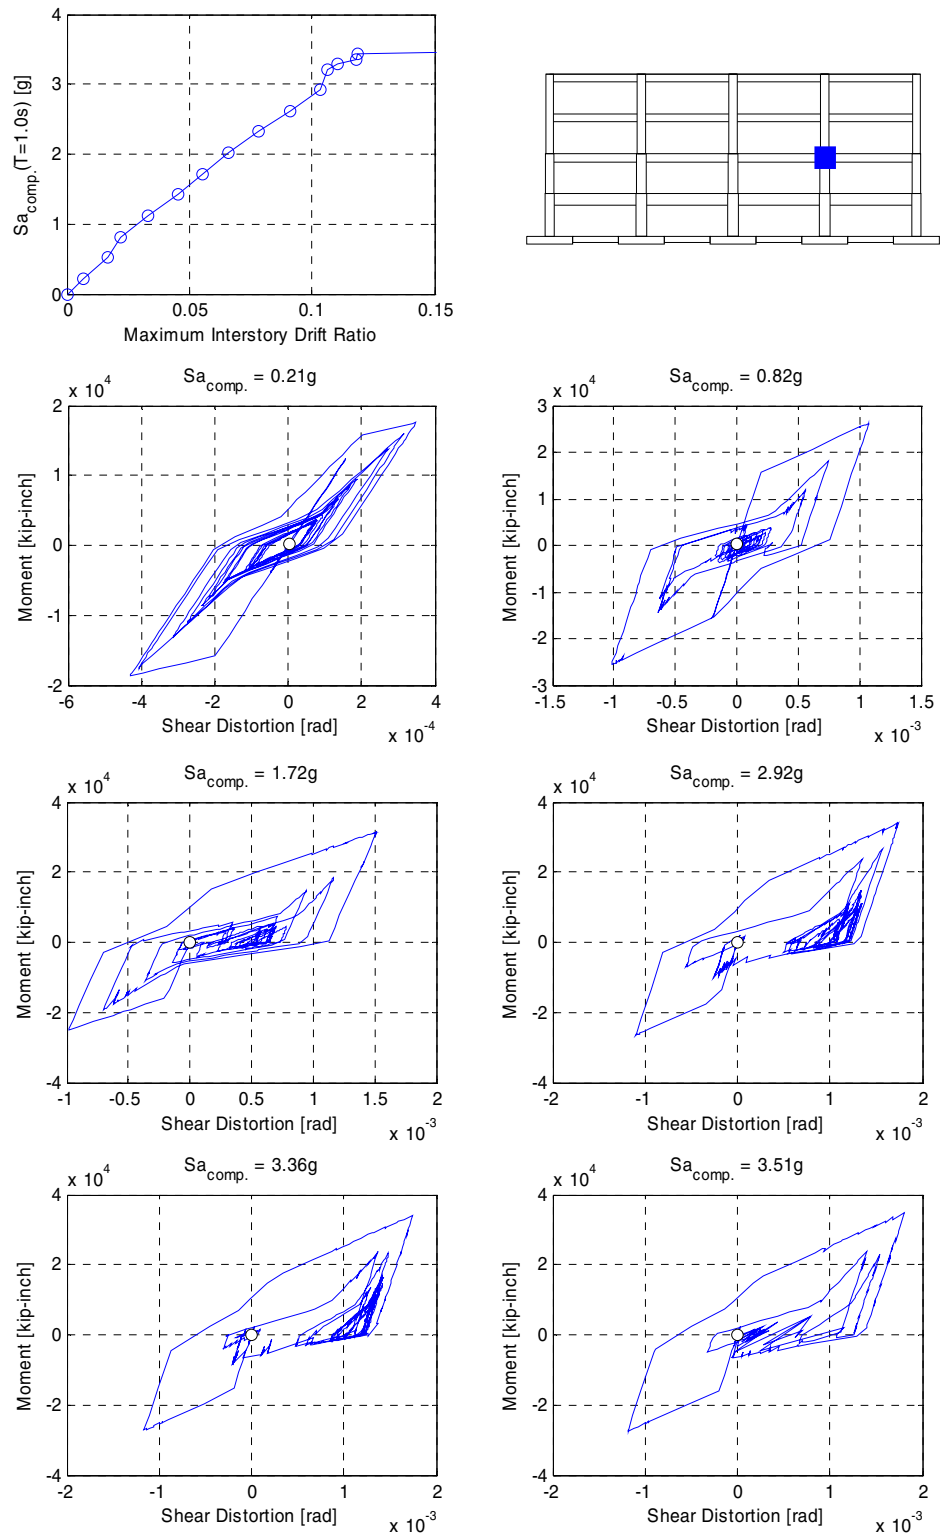 4
3
2
1
0
Sa_comp.(T=1.0s) [g]
0 0.05 0.1 0.15
Maximum Interstory Drift Ratio
x 10^4
Sa_comp. = 0.21g
2
1
0
-1
-2
Moment [kip-inch]
-6 -4 -2 0 2 4
Shear Distortion [rad]
x 10^-4
x 10^4
Sa_comp. = 0.82g
3
2
1
0
-1
-2
-3
Moment [kip-inch]
-1.5 -1 -0.5 0 0.5 1 1.5
Shear Distortion [rad]
x 10^-3
x 10^4
Sa_comp. = 1.72g
4
2
0
-2
-4
Moment [kip-inch]
-1 -0.5 0 0.5 1 1.5 2
Shear Distortion [rad]
x 10^-3
x 10^4
Sa_comp. = 2.92g
4
2
0
-2
-4
Moment [kip-inch]
-2 -1 0 1 2
Shear Distortion [rad]
x 10^-3
x 10^4
Sa_comp. = 3.36g
4
2
0
-2
-4
Moment [kip-inch]
-2 -1 0 1 2
Shear Distortion [rad]
x 10^-3
x 10^4
Sa_comp. = 3.51g
4
2
0
-2
-4
Moment [kip-inch]
-2 -1 0 1 2
Shear Distortion [rad]
x 10^-3